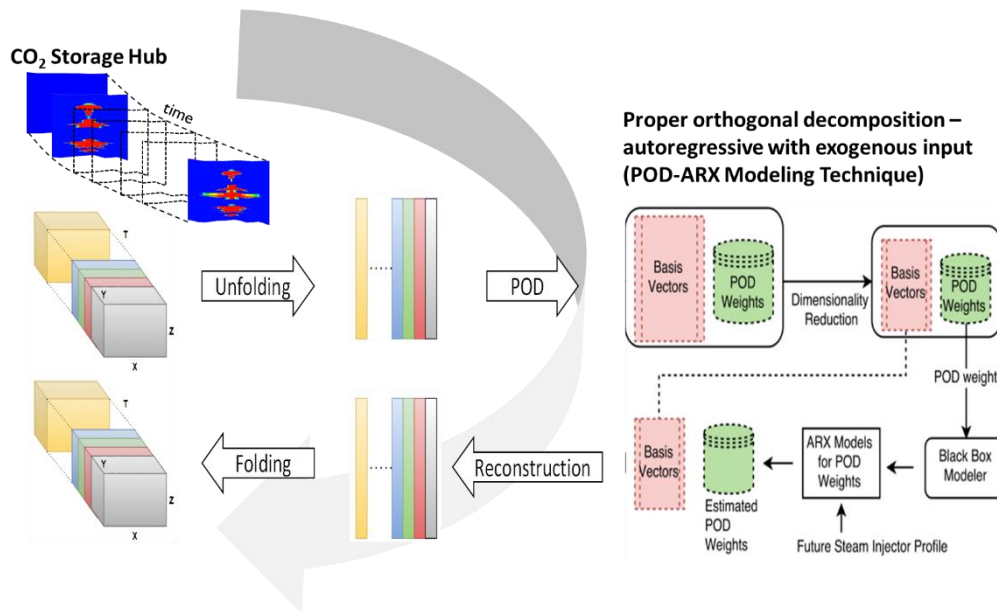 CO₂ Storage Hub
time
Proper orthogonal decomposition –
autoregressive with exogenous input
(POD-ARX Modeling Technique)
T
Y
Z
X
Unfolding
POD
Basis
Vectors
POD
Weights
Dimensionality
Reduction
Basis
Vectors
POD
Weights
POD weight
T
Y
Z
X
Folding
Reconstruction
Basis
Vectors
Estimated
POD
Weights
ARX Models
for POD
Weights
Black Box
Modeler
Future Steam Injector Profile